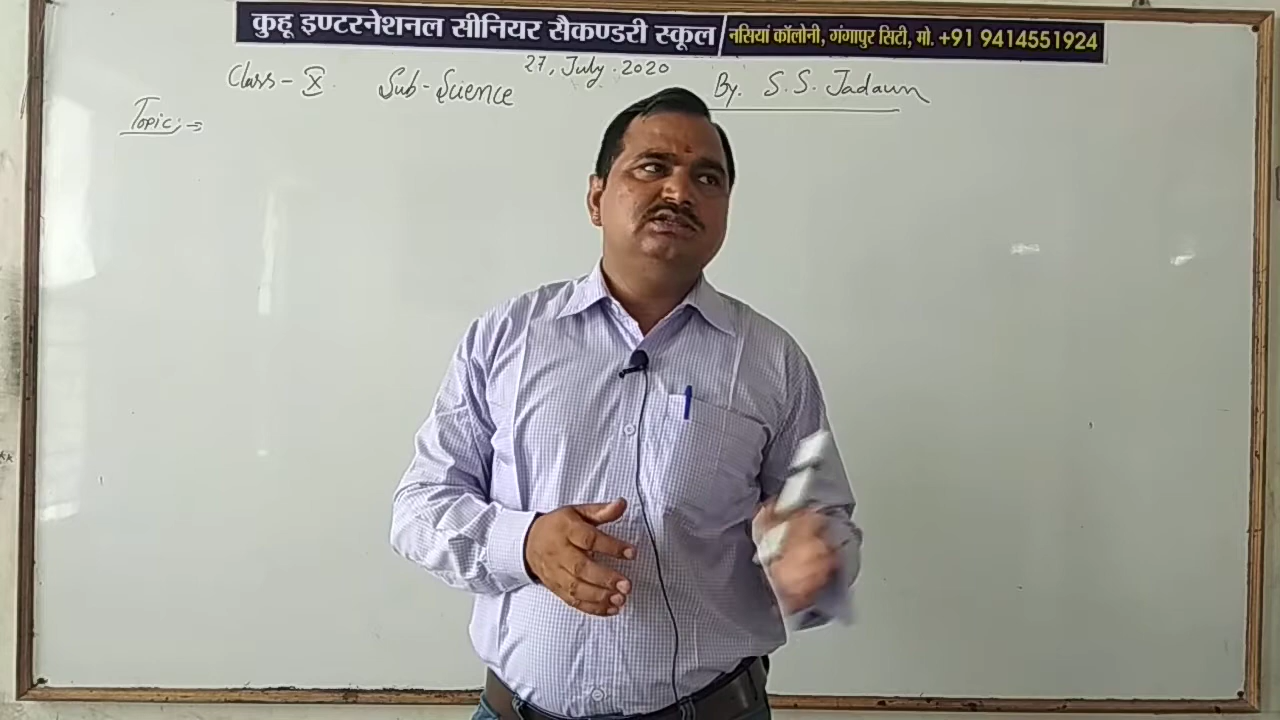 कुहू इण्टरनेशनल सीनियर सैकण्डरी स्कूल नसियां कॉलोनी, गंगापुर सिटी, मो. +91 9414551924
27, July. 2020
Class - X Sub - Science By. S. S. Jadaun
Topic; →